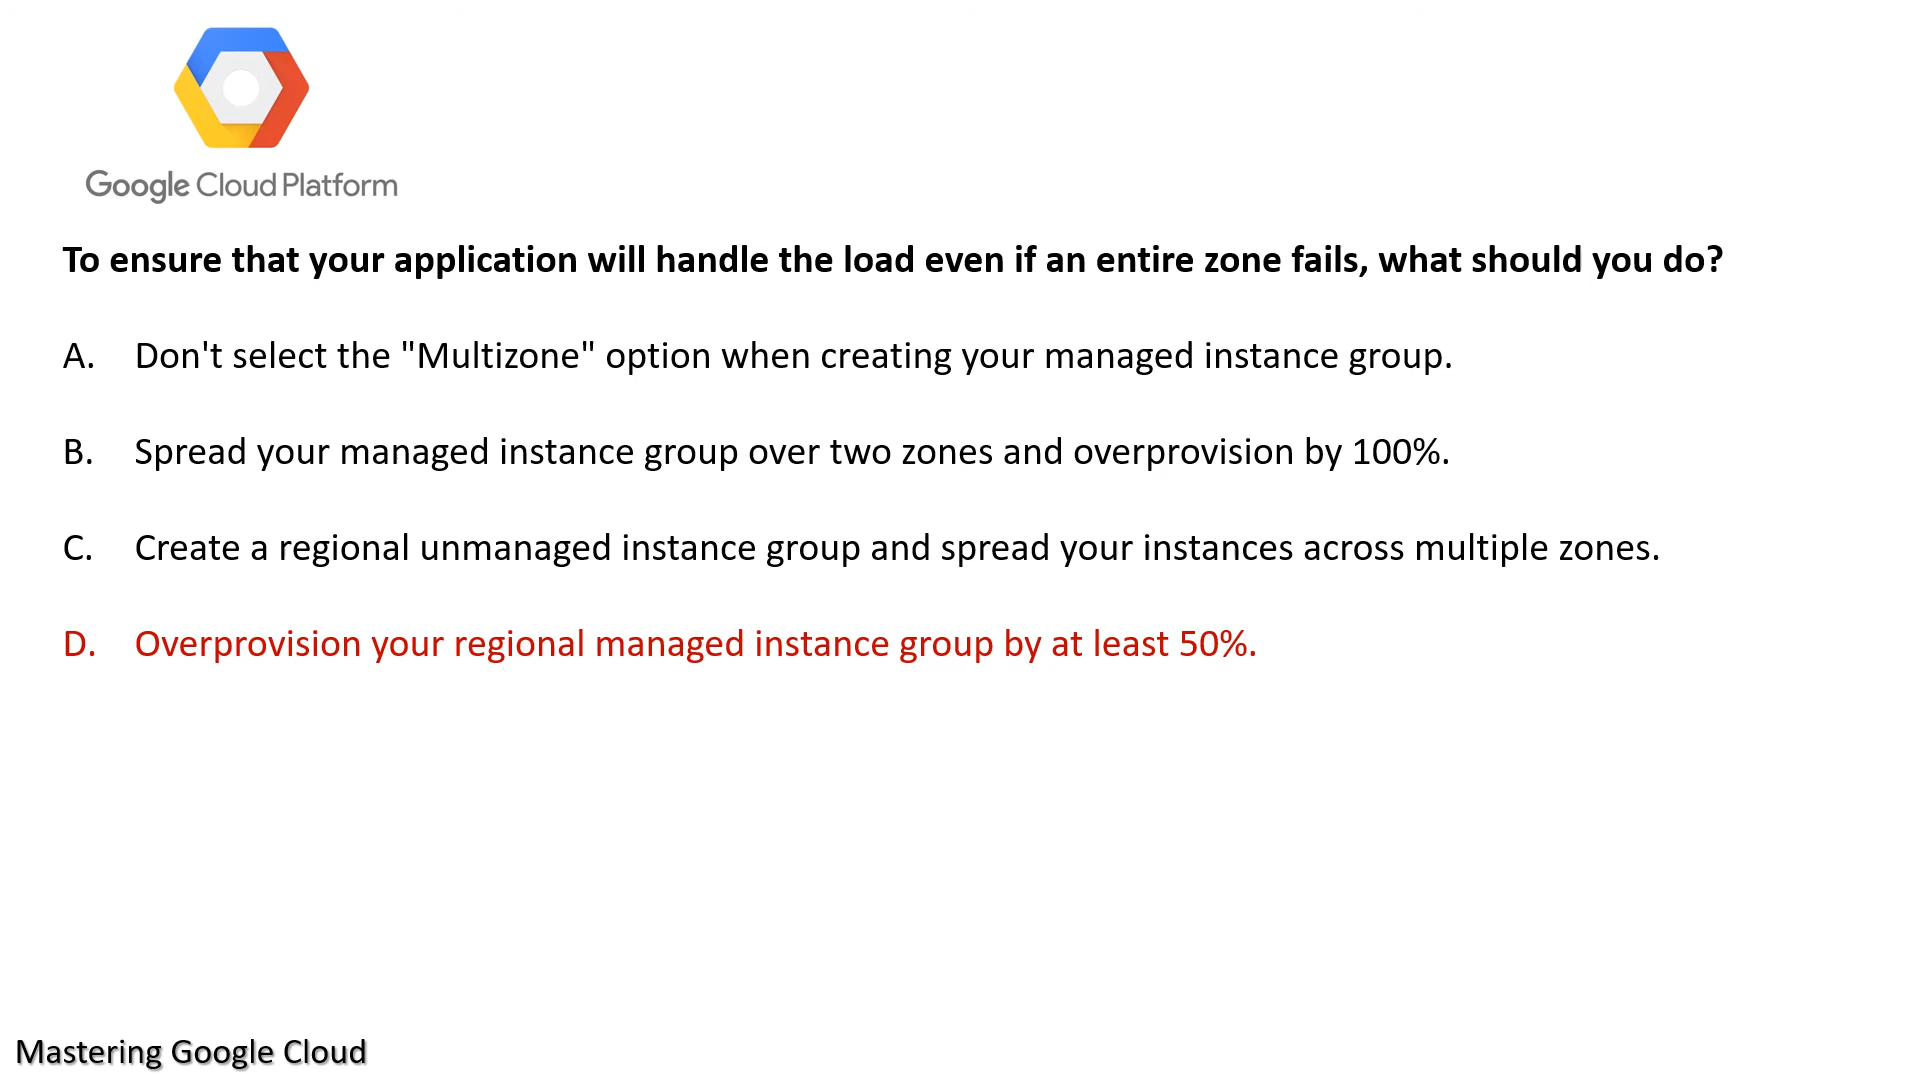 Google Cloud Platform
To ensure that your application will handle the load even if an entire zone fails, what should you do?
A. Don't select the "Multizone" option when creating your managed instance group.
B. Spread your managed instance group over two zones and overprovision by 100%.
C. Create a regional unmanaged instance group and spread your instances across multiple zones.
D. Overprovision your regional managed instance group by at least 50%.
Mastering Google Cloud